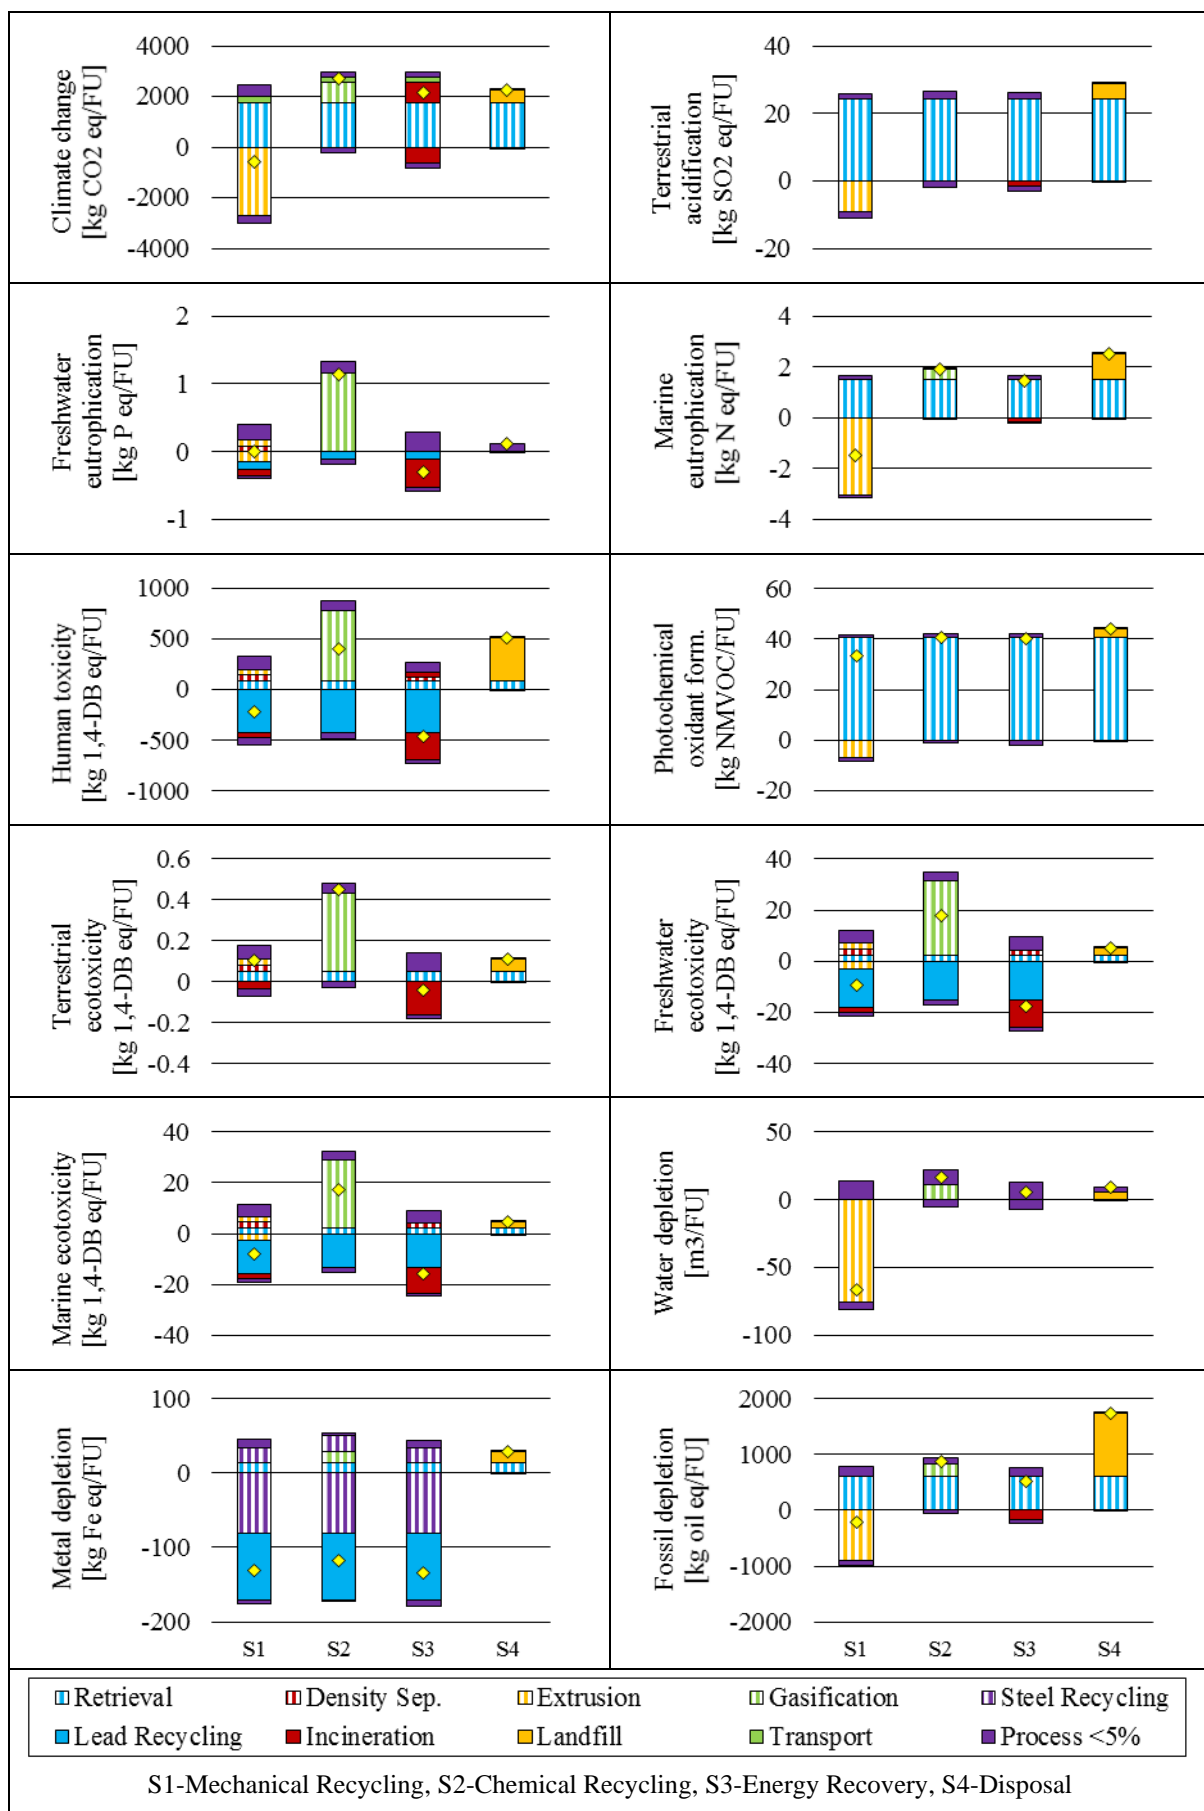 Climate change
[kg CO2 eq/FU]
4000
2000
0
-2000
-4000
Terrestrial
acidification
[kg SO2 eq/FU]
40
20
0
-20
Freshwater
eutrophication
[kg P eq/FU]
2
1
0
-1
Marine
eutrophication
[kg N eq/FU]
4
2
0
-2
-4
Human toxicity
[kg 1,4-DB eq/FU]
1000
500
0
-500
-1000
Photochemical
oxidant form.
[kg NMVOC/FU]
60
40
20
0
-20
Terrestrial
ecotoxicity
[kg 1,4-DB eq/FU]
0.6
0.4
0.2
0
-0.2
-0.4
Freshwater
ecotoxicity
[kg 1,4-DB eq/FU]
40
20
0
-20
-40
Marine ecotoxicity
[kg 1,4-DB eq/FU]
40
20
0
-20
-40
Water depletion
[m3/FU]
50
0
-50
-100
Metal depletion
[kg Fe eq/FU]
100
0
-100
-200
S1 S2 S3 S4
Fossil depletion
[kg oil eq/FU]
2000
1000
0
-1000
-2000
S1 S2 S3 S4
Retrieval Density Sep. Extrusion Gasification Steel Recycling
Lead Recycling Incineration Landfill Transport Process <5%
S1-Mechanical Recycling, S2-Chemical Recycling, S3-Energy Recovery, S4-Disposal